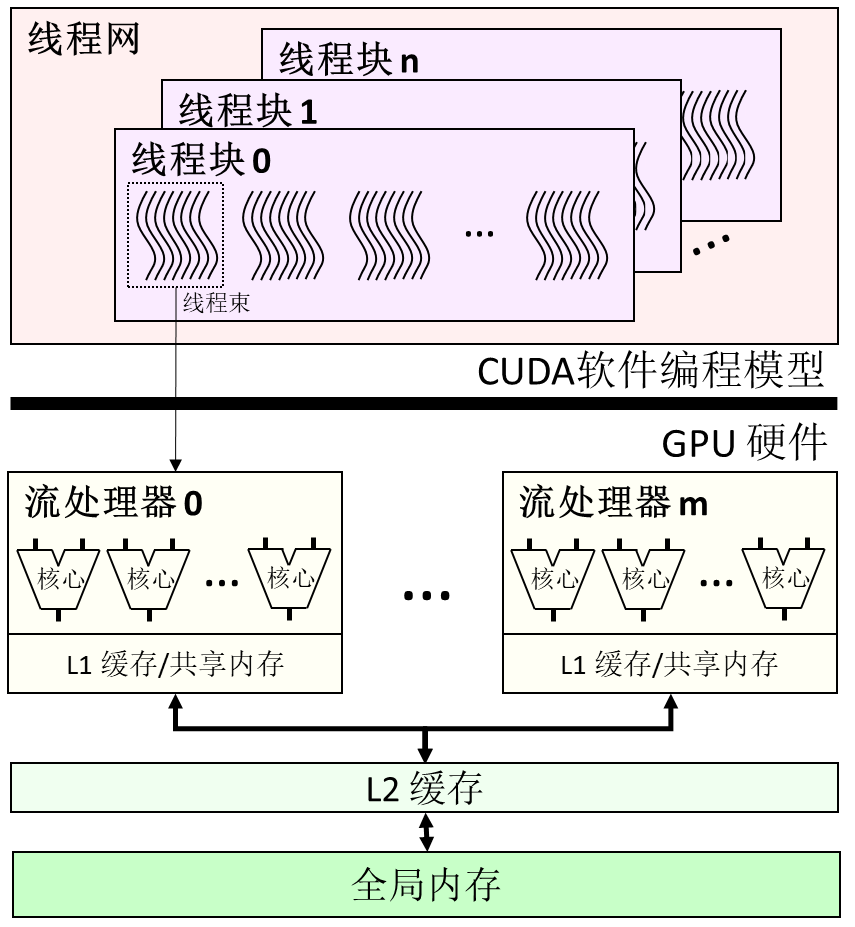 线程网
线程块 n
线程块 1
线程块 0
...
...
线程束
CUDA软件编程模型
GPU 硬件
流处理器 0
核心 核心 ... 核心
L1 缓存/共享内存
...
流处理器 m
核心 核心 ... 核心
L1 缓存/共享内存
L2 缓存
全局内存